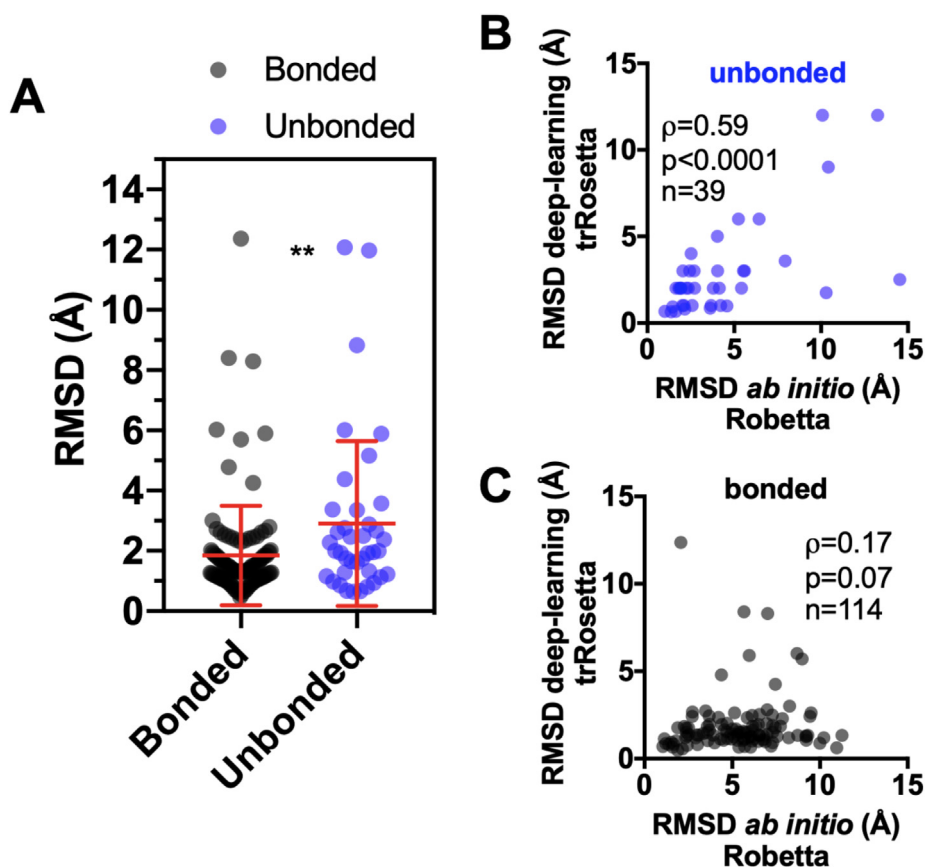 A
Bonded
Unbonded
RMSD (Å)
14
12
10
8
6
4
2
0
**
Bonded
Unbonded
B
RMSD deep-learning (Å)
trRosetta
15
10
5
0
unbonded
ρ=0.59
p<0.0001
n=39
0 5 10 15
RMSD ab initio (Å)
Robetta
C
RMSD deep-learning (Å)
trRosetta
15
10
5
0
bonded
ρ=0.17
p=0.07
n=114
0 5 10 15
RMSD ab initio (Å)
Robetta